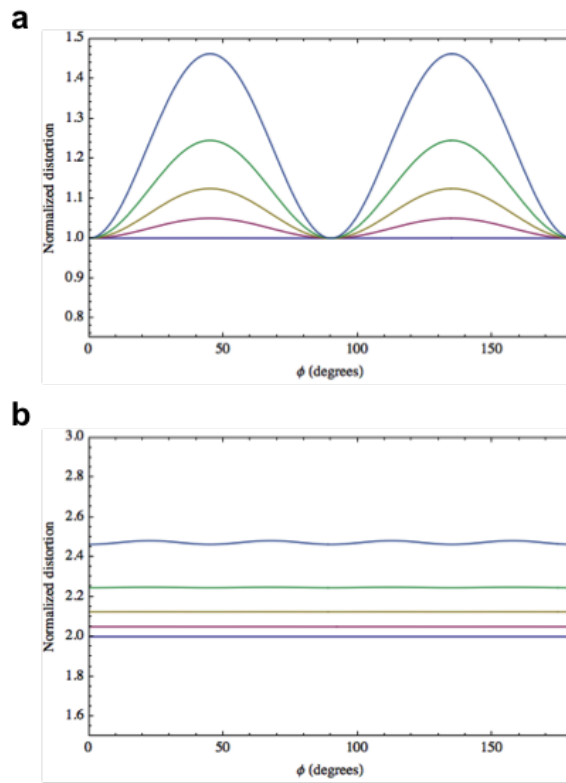 a
1.5
1.4
1.3
1.2
1.1
1.0
0.9
0.8
Normalized distortion
0 50 100 150
ϕ (degrees)
b
3.0
2.8
2.6
2.4
2.2
2.0
1.8
1.6
Normalized distortion
0 50 100 150
ϕ (degrees)